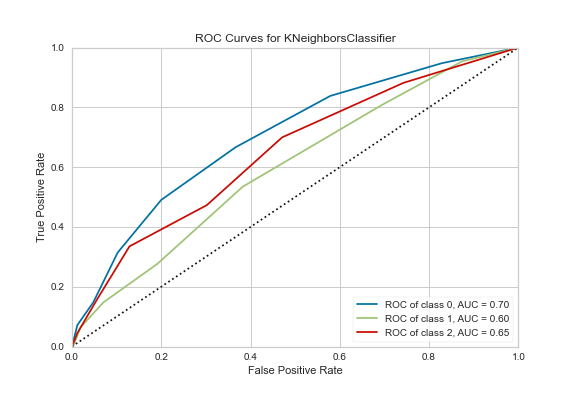 ROC Curves for KNeighborsClassifier
1.0
0.8
0.6
0.4
0.2
0.0
True Positive Rate
ROC of class 0, AUC = 0.70
ROC of class 1, AUC = 0.60
ROC of class 2, AUC = 0.65
0.0 0.2 0.4 0.6 0.8 1.0
False Positive Rate